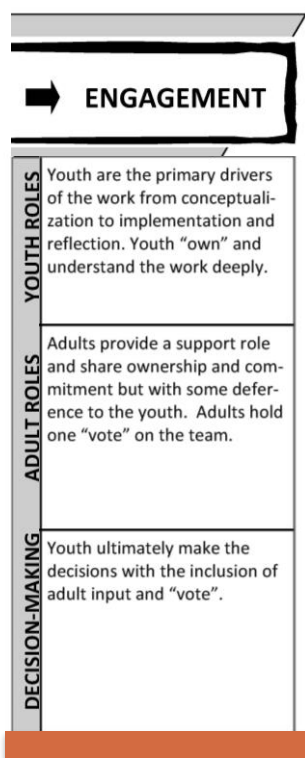 ENGAGEMENT
YOUTH ROLES
Youth are the primary drivers
of the work from conceptuali-
zation to implementation and
reflection. Youth “own” and
understand the work deeply.
ADULT ROLES
Adults provide a support role
and share ownership and com-
mitment but with some defer-
ence to the youth.  Adults hold
one “vote” on the team.
DECISION-MAKING
Youth ultimately make the
decisions with the inclusion of
adult input and “vote”.